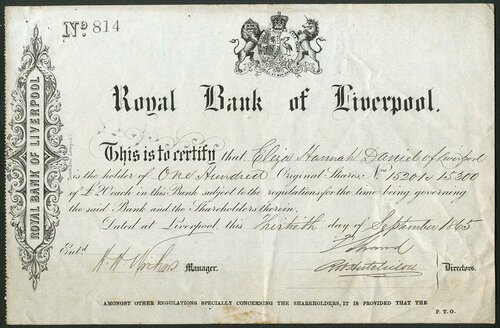 No 814
ROYAL BANK OF LIVERPOOL
Royal Bank of Liverpool.
This is to certify that Eliza Hannah Daniel of Liverpool
is the holder of One Hundred Original Shares: No 15201 to 15300
of £ each in this Bank subject to the regulations for the time being governing
the said Bank and the Shareholders therein.
Dated at Liverpool this thirtieth day of September 1865
Entd.
Manager.
Directors.
AMONGST OTHER REGULATIONS SPECIALLY CONCERNING THE SHAREHOLDERS, IT IS PROVIDED THAT THE
P. T. O.